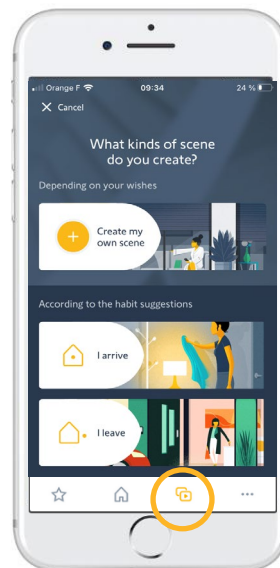 Orange F
09:34
24 %
Cancel
What kinds of scene
do you create?
Depending on your wishes
Create my
own scene
According to the habit suggestions
I arrive
I leave